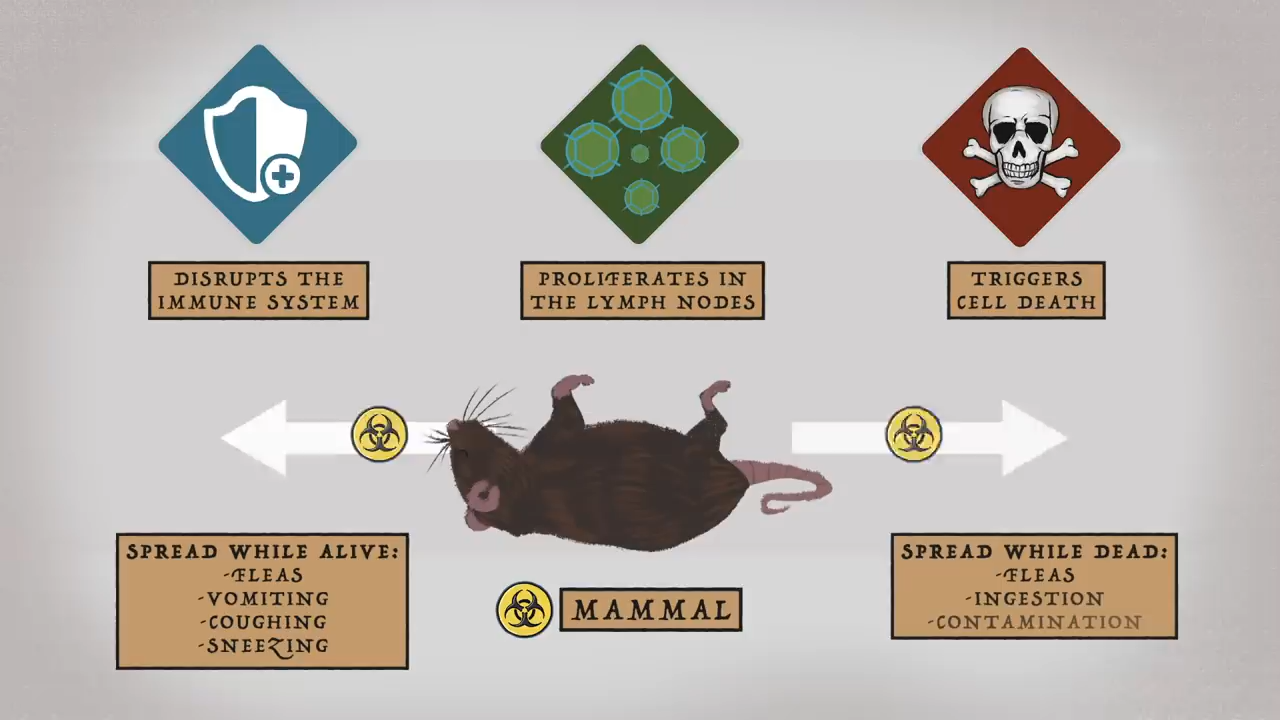 DISRUPTS THE
IMMUNE SYSTEM
PROLIFERATES IN
THE LYMPH NODES
TRIGGERS
CELL DEATH
SPREAD WHILE ALIVE:
-FLEAS
-VOMITING
-COUGHING
-SNEEZING
MAMMAL
SPREAD WHILE DEAD:
-FLEAS
-INGESTION
-CONTAMINATION